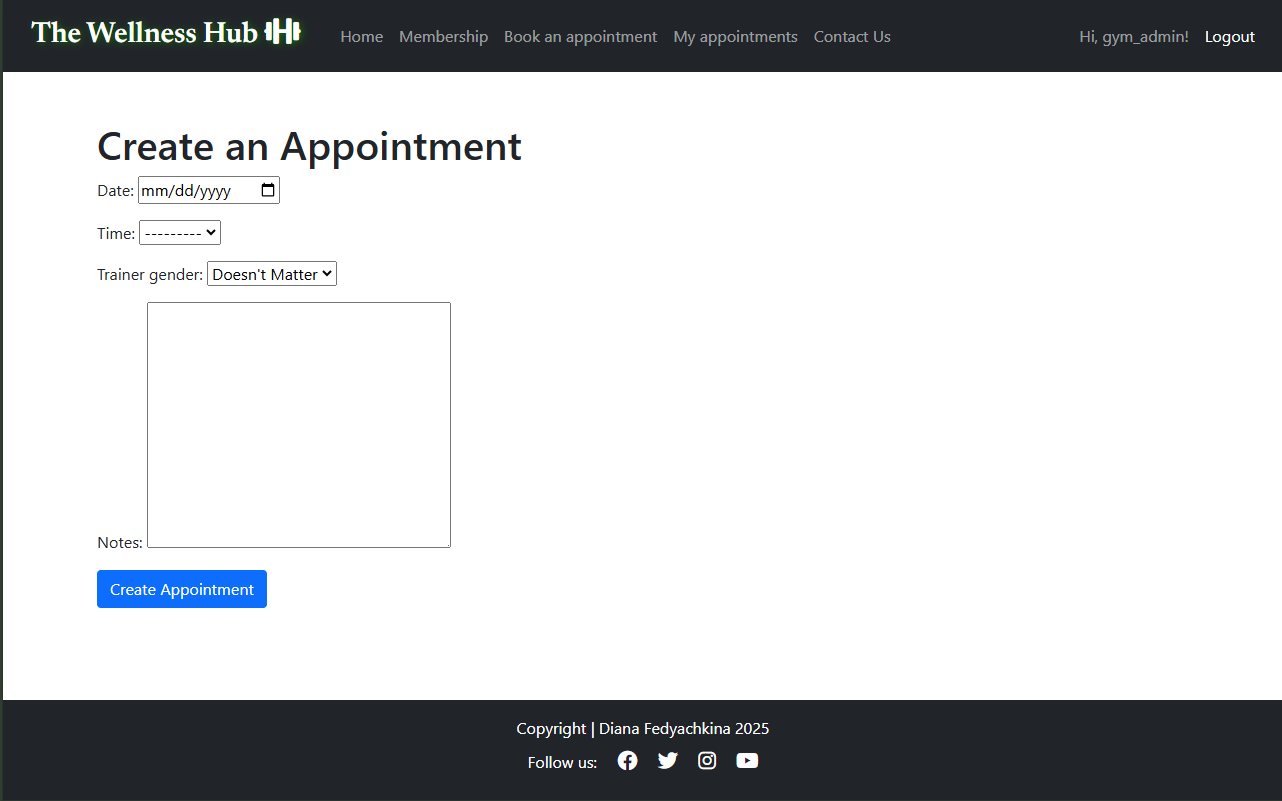 The Wellness Hub Home Membership Book an appointment My appointments Contact Us Hi, gym_admin! Logout
Create an Appointment
Date: mm/dd/yyyy
Time: ---------
Trainer gender: Doesn't Matter
Notes:
Create Appointment
Copyright | Diana Fedyachkina 2025
Follow us: